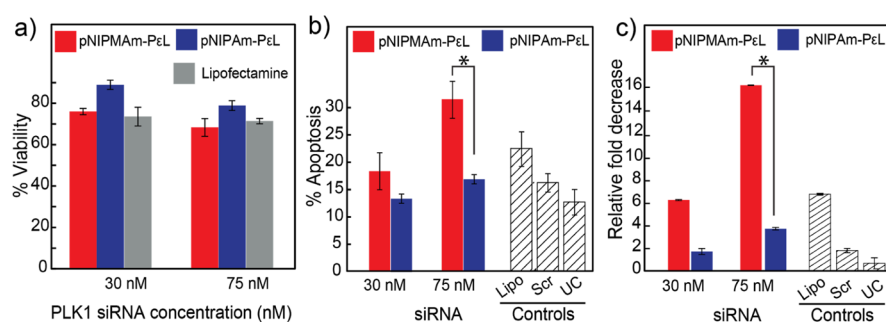 a)
pNIPMAm-PεL
pNIPAm-PεL
Lipofectamine
% Viability
80
60
40
20
0
30 nM
75 nM
PLK1 siRNA concentration (nM)
b)
pNIPMAm-PεL
pNIPAm-PεL
*
% Apoptosis
30
25
20
15
10
5
0
30 nM
75 nM
Lipo
Scr
UC
siRNA
Controls
c)
pNIPMAm-PεL
pNIPAm-PεL
*
Relative fold decrease
16
12
8
6
4
2
0
30 nM
75 nM
Lipo
Scr
UC
siRNA
Controls